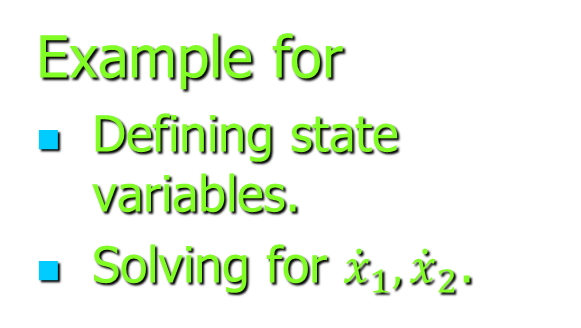 Example for
▪ Defining state
variables.
▪ Solving for ẋ₁, ẋ₂.